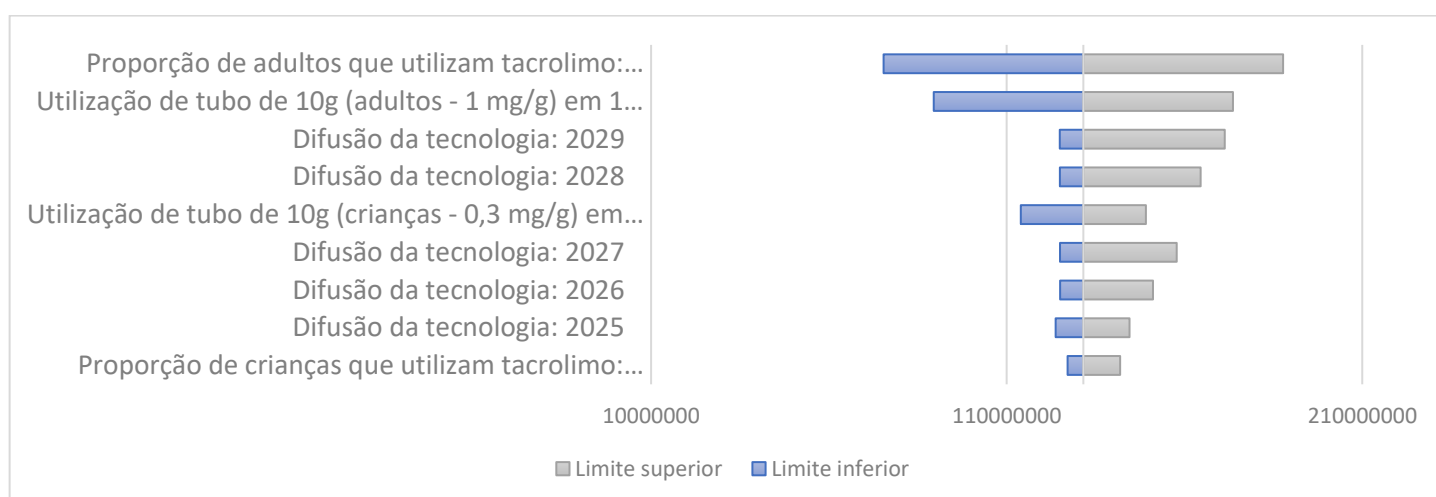 Proporção de adultos que utilizam tacrolimo:...
Utilização de tubo de 10g (adultos - 1 mg/g) em 1...
Difusão da tecnologia: 2029
Difusão da tecnologia: 2028
Utilização de tubo de 10g (crianças - 0,3 mg/g) em...
Difusão da tecnologia: 2027
Difusão da tecnologia: 2026
Difusão da tecnologia: 2025
Proporção de crianças que utilizam tacrolimo:...
10000000 110000000 210000000
Limite superior Limite inferior